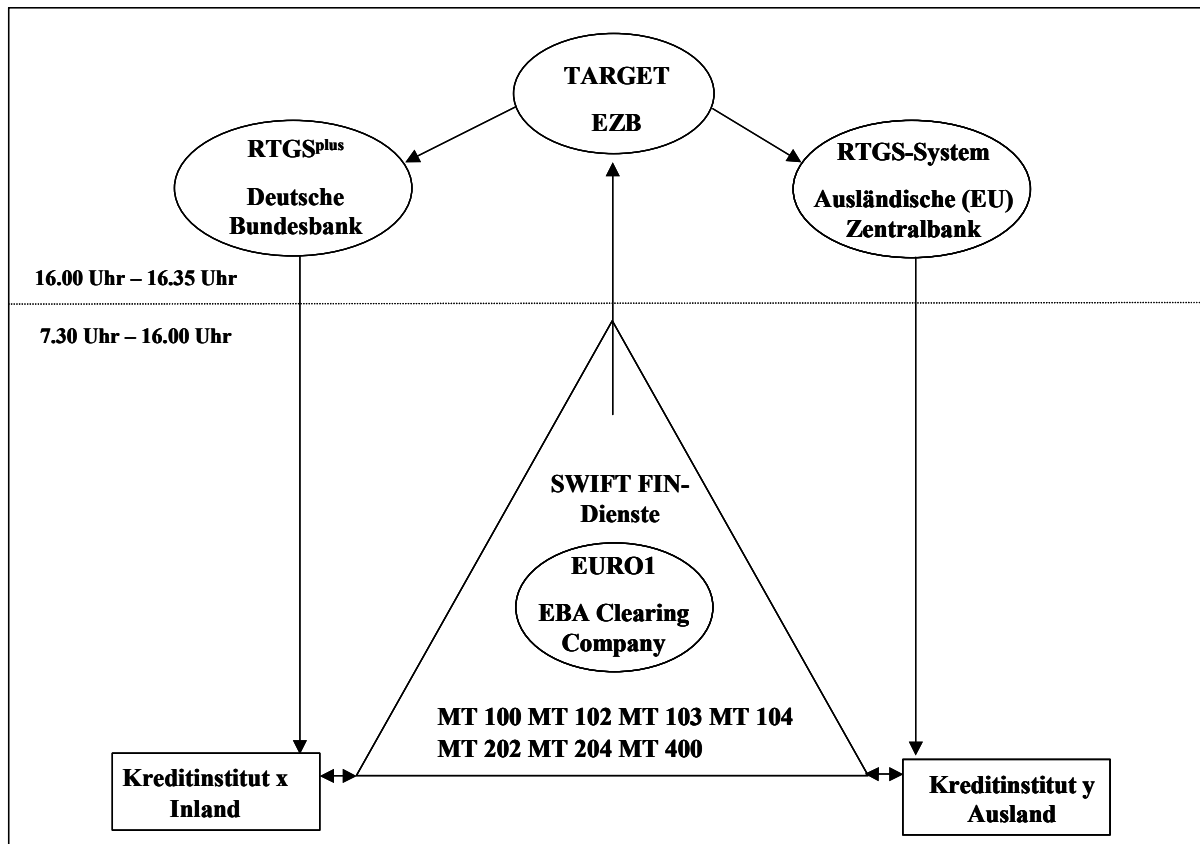 TARGET
EZB
RTGSplus
Deutsche
Bundesbank
RTGS-System
Ausländische (EU)
Zentralbank
16.00 Uhr – 16.35 Uhr
7.30 Uhr – 16.00 Uhr
SWIFT FIN-
Dienste
EURO1
EBA Clearing
Company
MT 100 MT 102 MT 103 MT 104
MT 202 MT 204 MT 400
Kreditinstitut x
Inland
Kreditinstitut y
Ausland